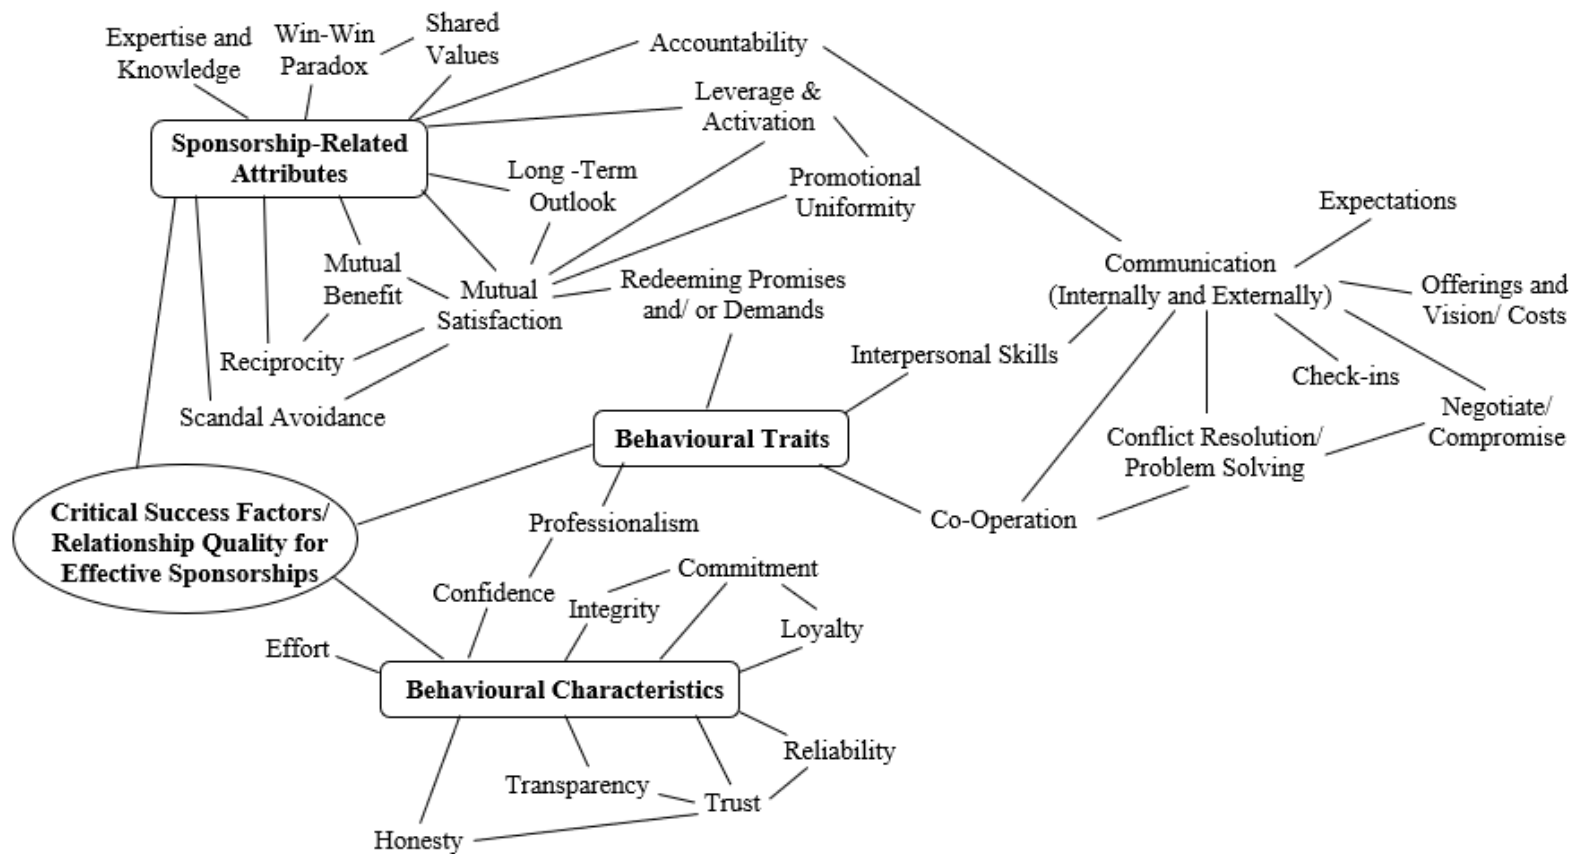 Expertise and
Knowledge
Win-Win
Paradox
Shared
Values
Accountability
Leverage &
Activation
Sponsorship-Related
Attributes
Long -Term
Outlook
Promotional
Uniformity
Expectations
Mutual
Benefit
Mutual
Satisfaction
Redeeming Promises
and/ or Demands
Communication
(Internally and Externally)
Offerings and
Vision/ Costs
Reciprocity
Interpersonal Skills
Check-ins
Scandal Avoidance
Behavioural Traits
Conflict Resolution/
Problem Solving
Negotiate/
Compromise
Critical Success Factors/
Relationship Quality for
Effective Sponsorships
Professionalism
Co-Operation
Confidence
Integrity
Commitment
Loyalty
Effort
Behavioural Characteristics
Reliability
Transparency
Trust
Honesty